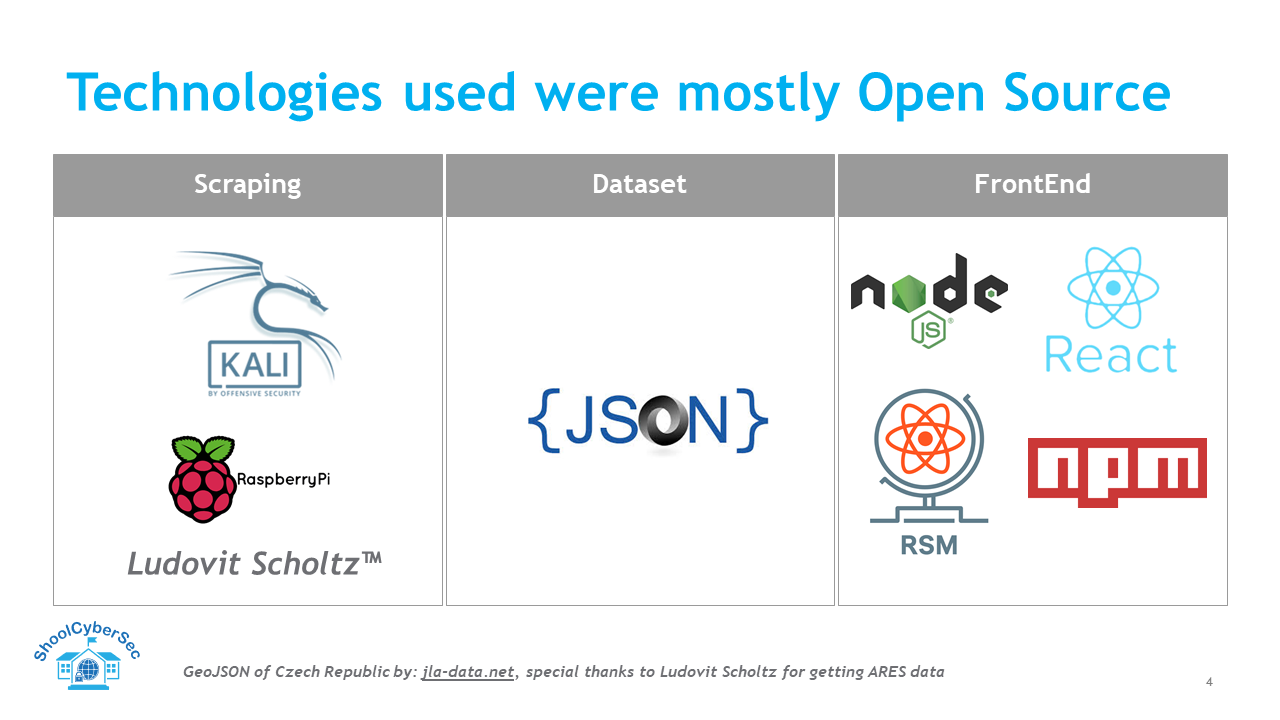 Technologies used were mostly Open Source
Scraping
Dataset
FrontEnd
KALI
BY OFFENSIVE SECURITY
RaspberryPi
Ludovit Scholtz™
{JSON}
node
JS®
React
RSM
npm
ShoolCyberSec
GeoJSON of Czech Republic by: jla-data.net, special thanks to Ludovit Scholtz for getting ARES data
4